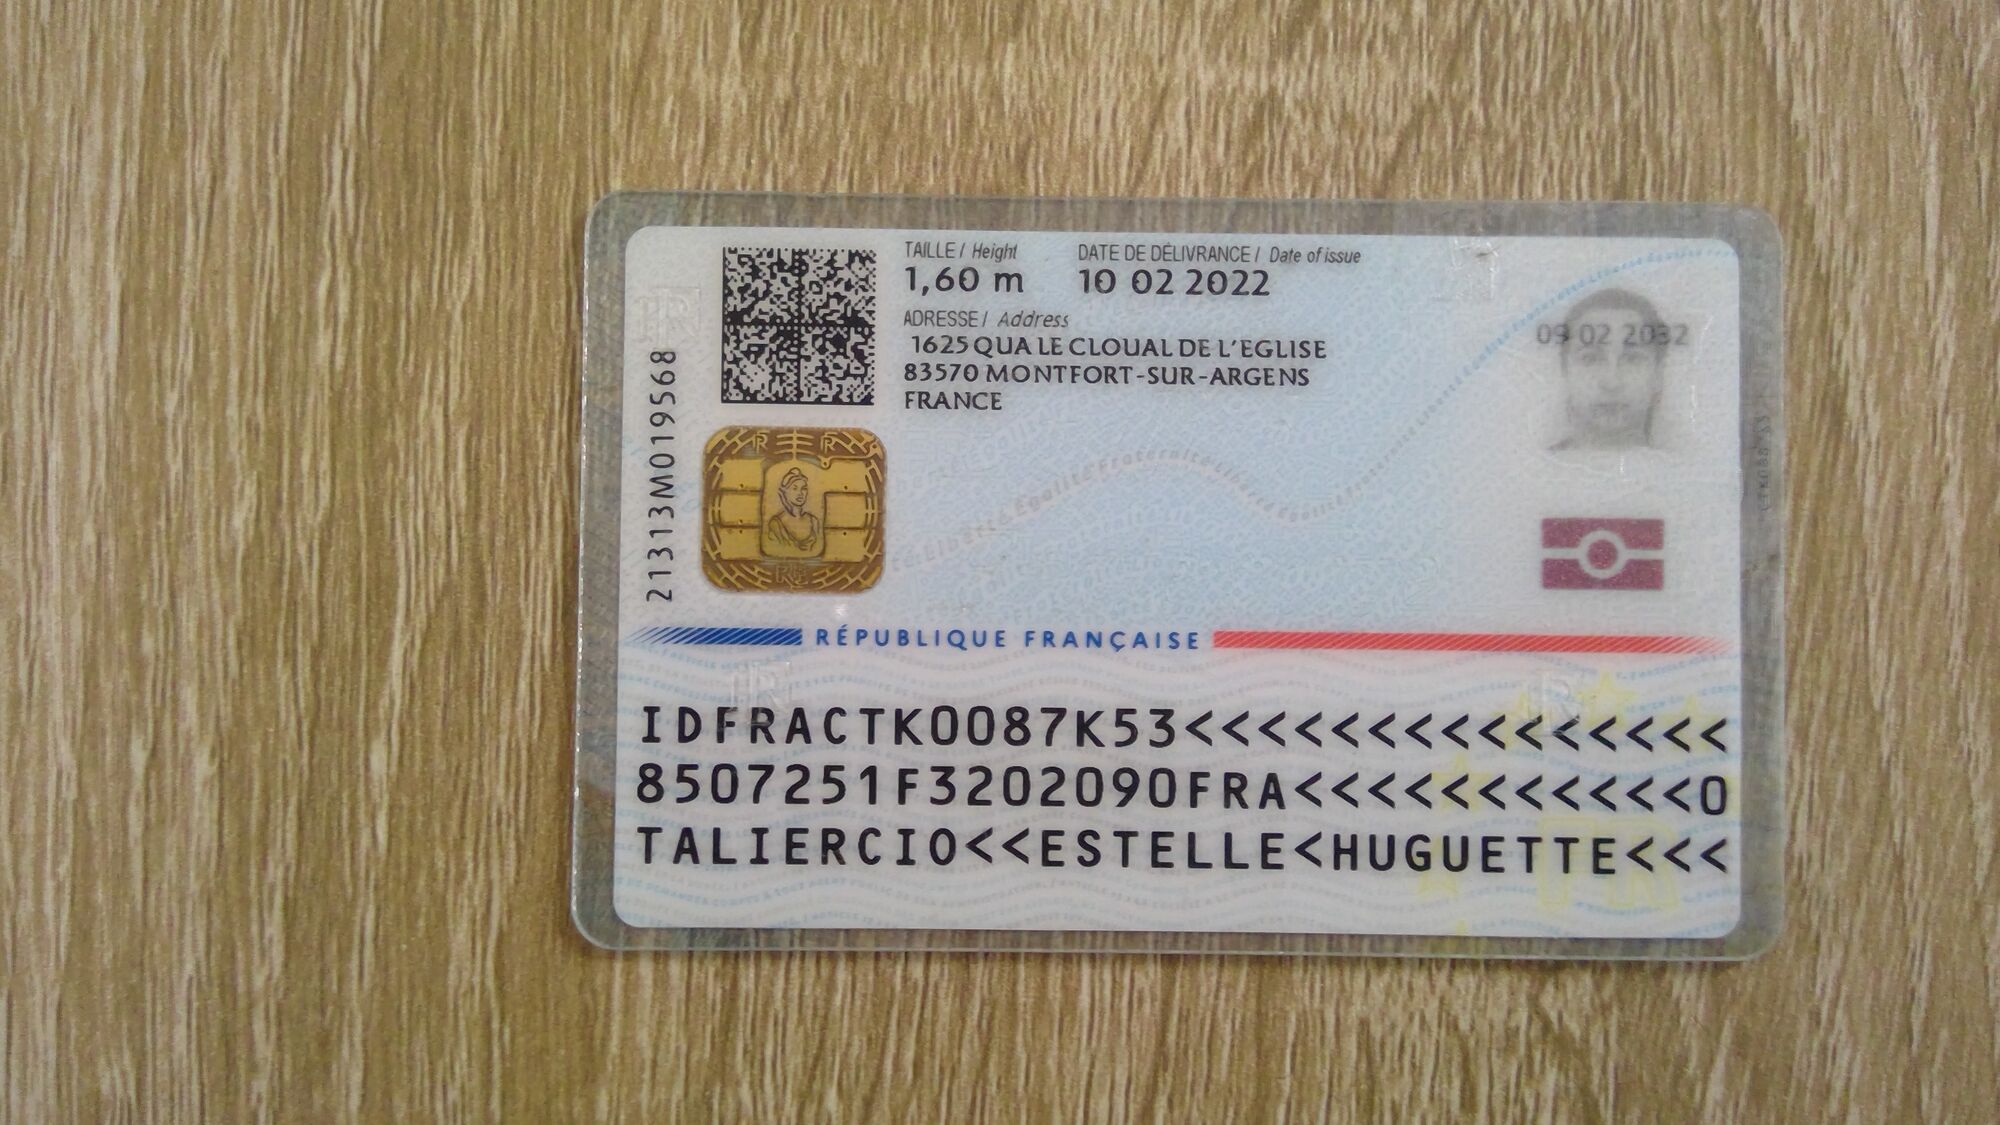 TAILLE / Height DATE DE DÉLIVRANCE / Date of issue
1,60 m 10 02 2022
ADRESSE / Address
1625 QUA LE CLOUAL DE L'EGLISE
83570 MONTFORT-SUR-ARGENS
FRANCE
09 02 2032
21313M019568
RÉPUBLIQUE FRANÇAISE
IDFRACTK0087K53<<<<<<<<<<<<<<<
8507251F3202090FRA<<<<<<<<<<<0
TALIERCIO<<ESTELLE<HUGUETTE<<<